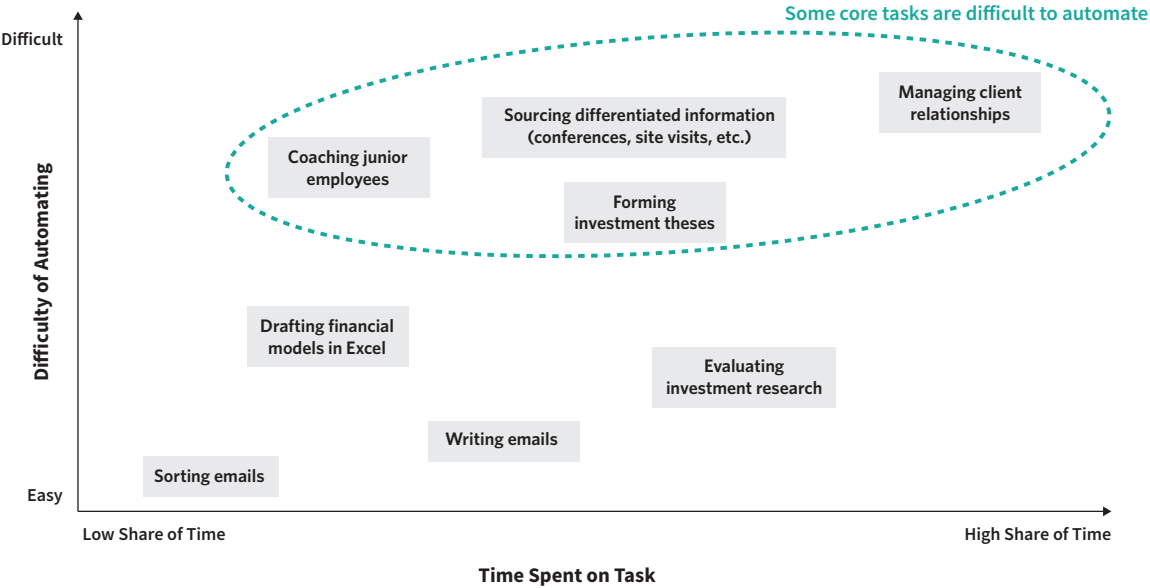 Some core tasks are difficult to automate
Difficult
Managing client
relationships
Sourcing differentiated information
(conferences, site visits, etc.)
Coaching junior
employees
Forming
investment theses
Difficulty of Automating
Drafting financial
models in Excel
Evaluating
investment research
Writing emails
Sorting emails
Easy
Low Share of Time
High Share of Time
Time Spent on Task